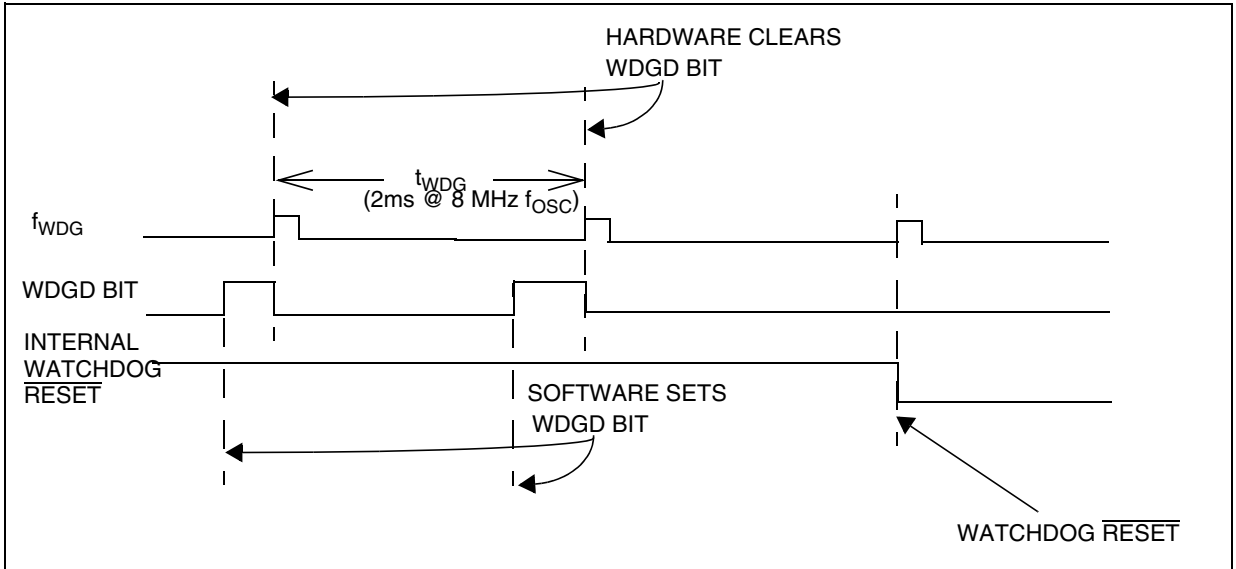 HARDWARE CLEARS
WDGD BIT
tWDG
(2ms @ 8 MHz fOSC)
fWDG
WDGD BIT
INTERNAL
WATCHDOG
RESET
SOFTWARE SETS
WDGD BIT
WATCHDOG RESET